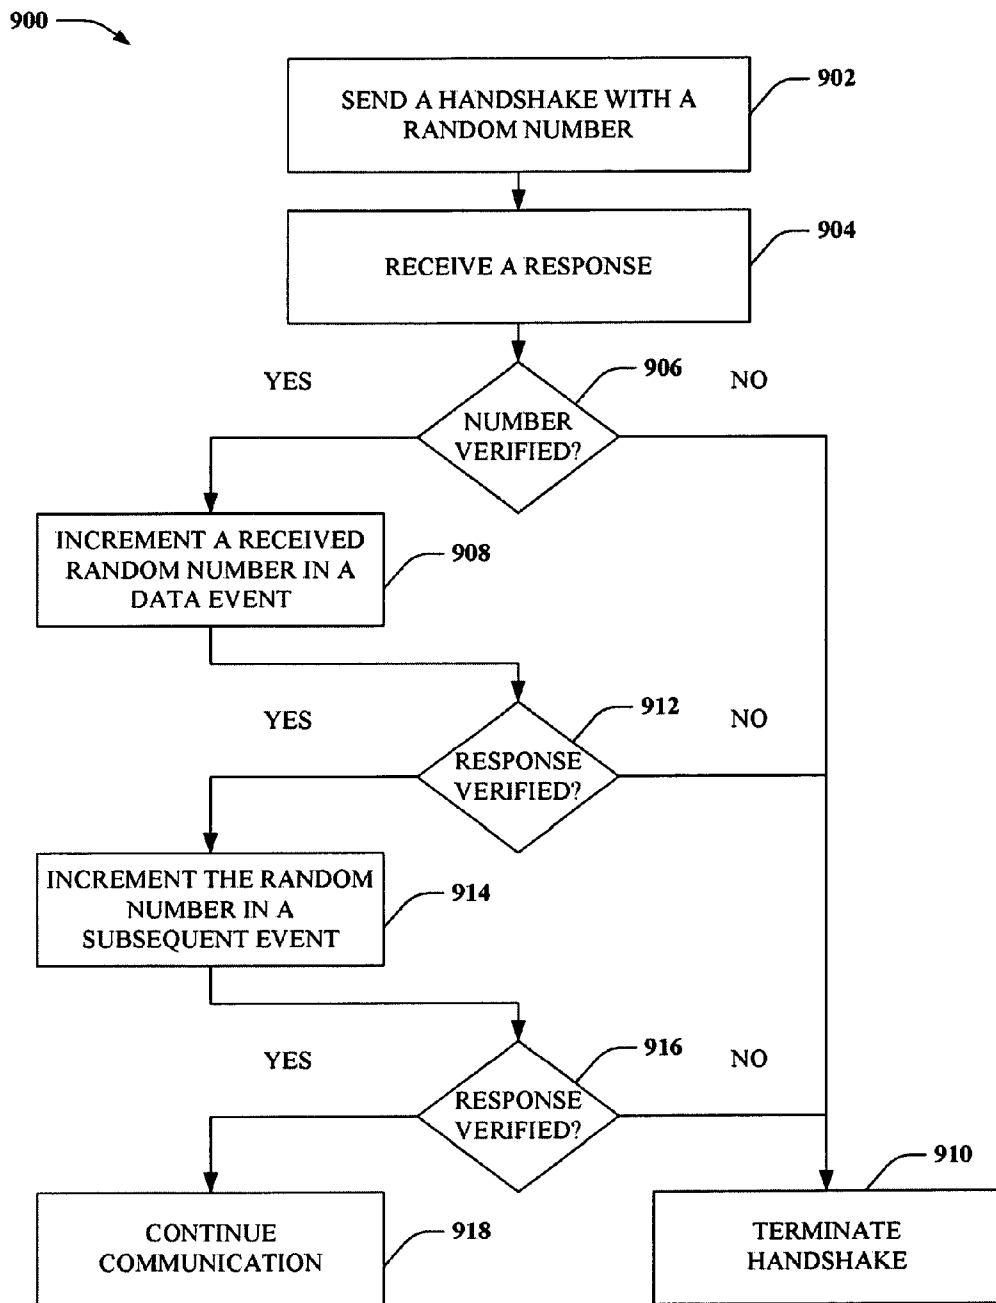 900
SEND A HANDSHAKE WITH A
RANDOM NUMBER
902
RECEIVE A RESPONSE
904
YES
906
NO
NUMBER
VERIFIED?
INCREMENT A RECEIVED
RANDOM NUMBER IN A
DATA EVENT
908
YES
912
NO
RESPONSE
VERIFIED?
INCREMENT THE RANDOM
NUMBER IN A
SUBSEQUENT EVENT
914
YES
916
NO
RESPONSE
VERIFIED?
CONTINUE
COMMUNICATION
918
910
TERMINATE
HANDSHAKE